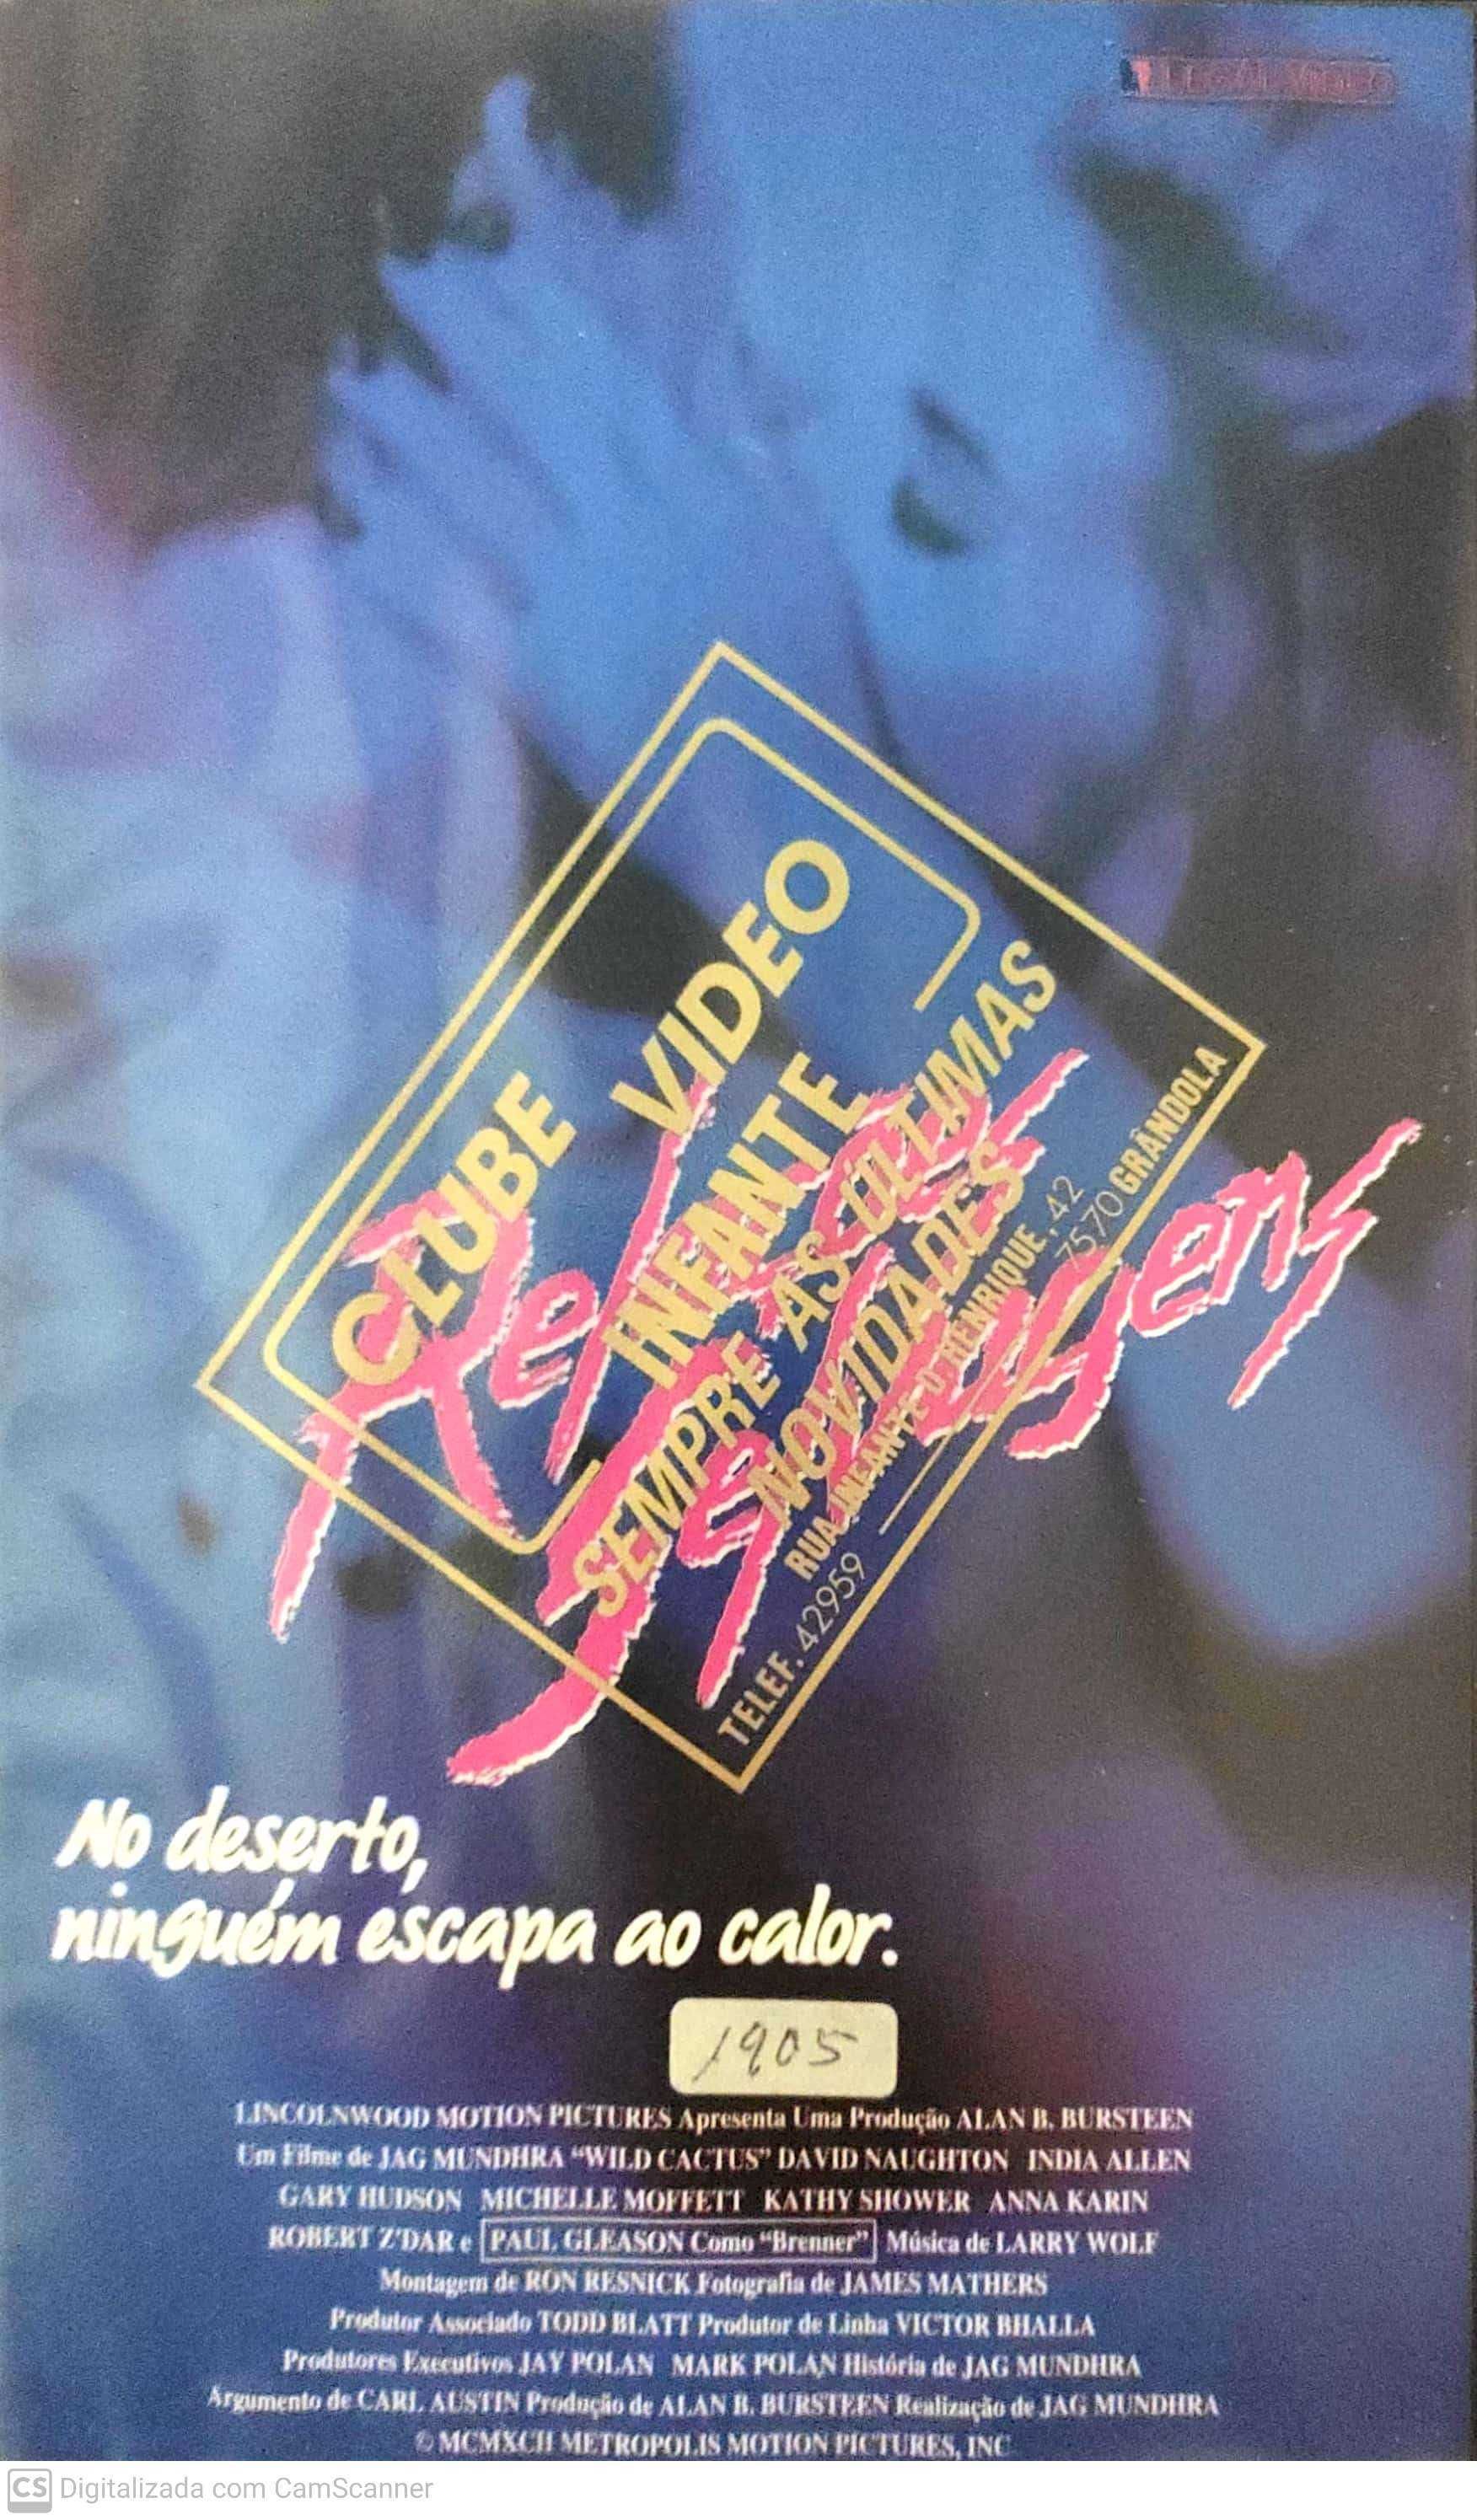 LEGAL VIDEO
CLUBE VIDEO
INFANTE
SEMPRE AS ÚLTIMAS
NOVIDADES
RUA INFANTE D. HENRIQUE, 42
7570 GRÂNDOLA
TELEF. 42959
Relações
Selvagens
No deserto,
ninguém escapa ao calor.
1905
LINCOLNWOOD MOTION PICTURES Apresenta Uma Produção ALAN B. BURSTEEN
Um Filme de JAG MUNDHRA “WILD CACTUS” DAVID NAUGHTON INDIA ALLEN
GARY HUDSON MICHELLE MOFFETT KATHY SHOWER ANNA KARIN
ROBERT Z'DAR e PAUL GLEASON Como “Brenner” Música de LARRY WOLF
Montagem de RON RESNICK Fotografia de JAMES MATHERS
Produtor Associado TODD BLATT Produtor de Linha VICTOR BHALLA
Produtores Executivos JAY POLAN MARK POLAN História de JAG MUNDHRA
Argumento de CARL AUSTIN Produção de ALAN B. BURSTEEN Realização de JAG MUNDHRA
© MCMXCII METROPOLIS MOTION PICTURES, INC
CS Digitalizada com CamScanner